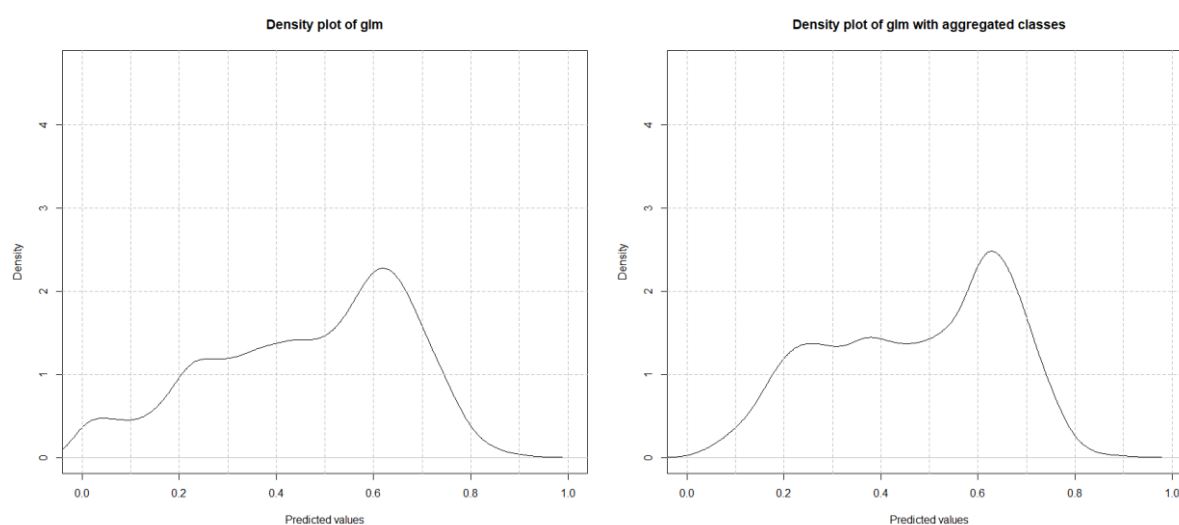 Density plot of glm
Density
4
3
2
1
0
0.0 0.2 0.4 0.6 0.8 1.0
Predicted values
Density plot of glm with aggregated classes
Density
4
3
2
1
0
0.0 0.2 0.4 0.6 0.8 1.0
Predicted values